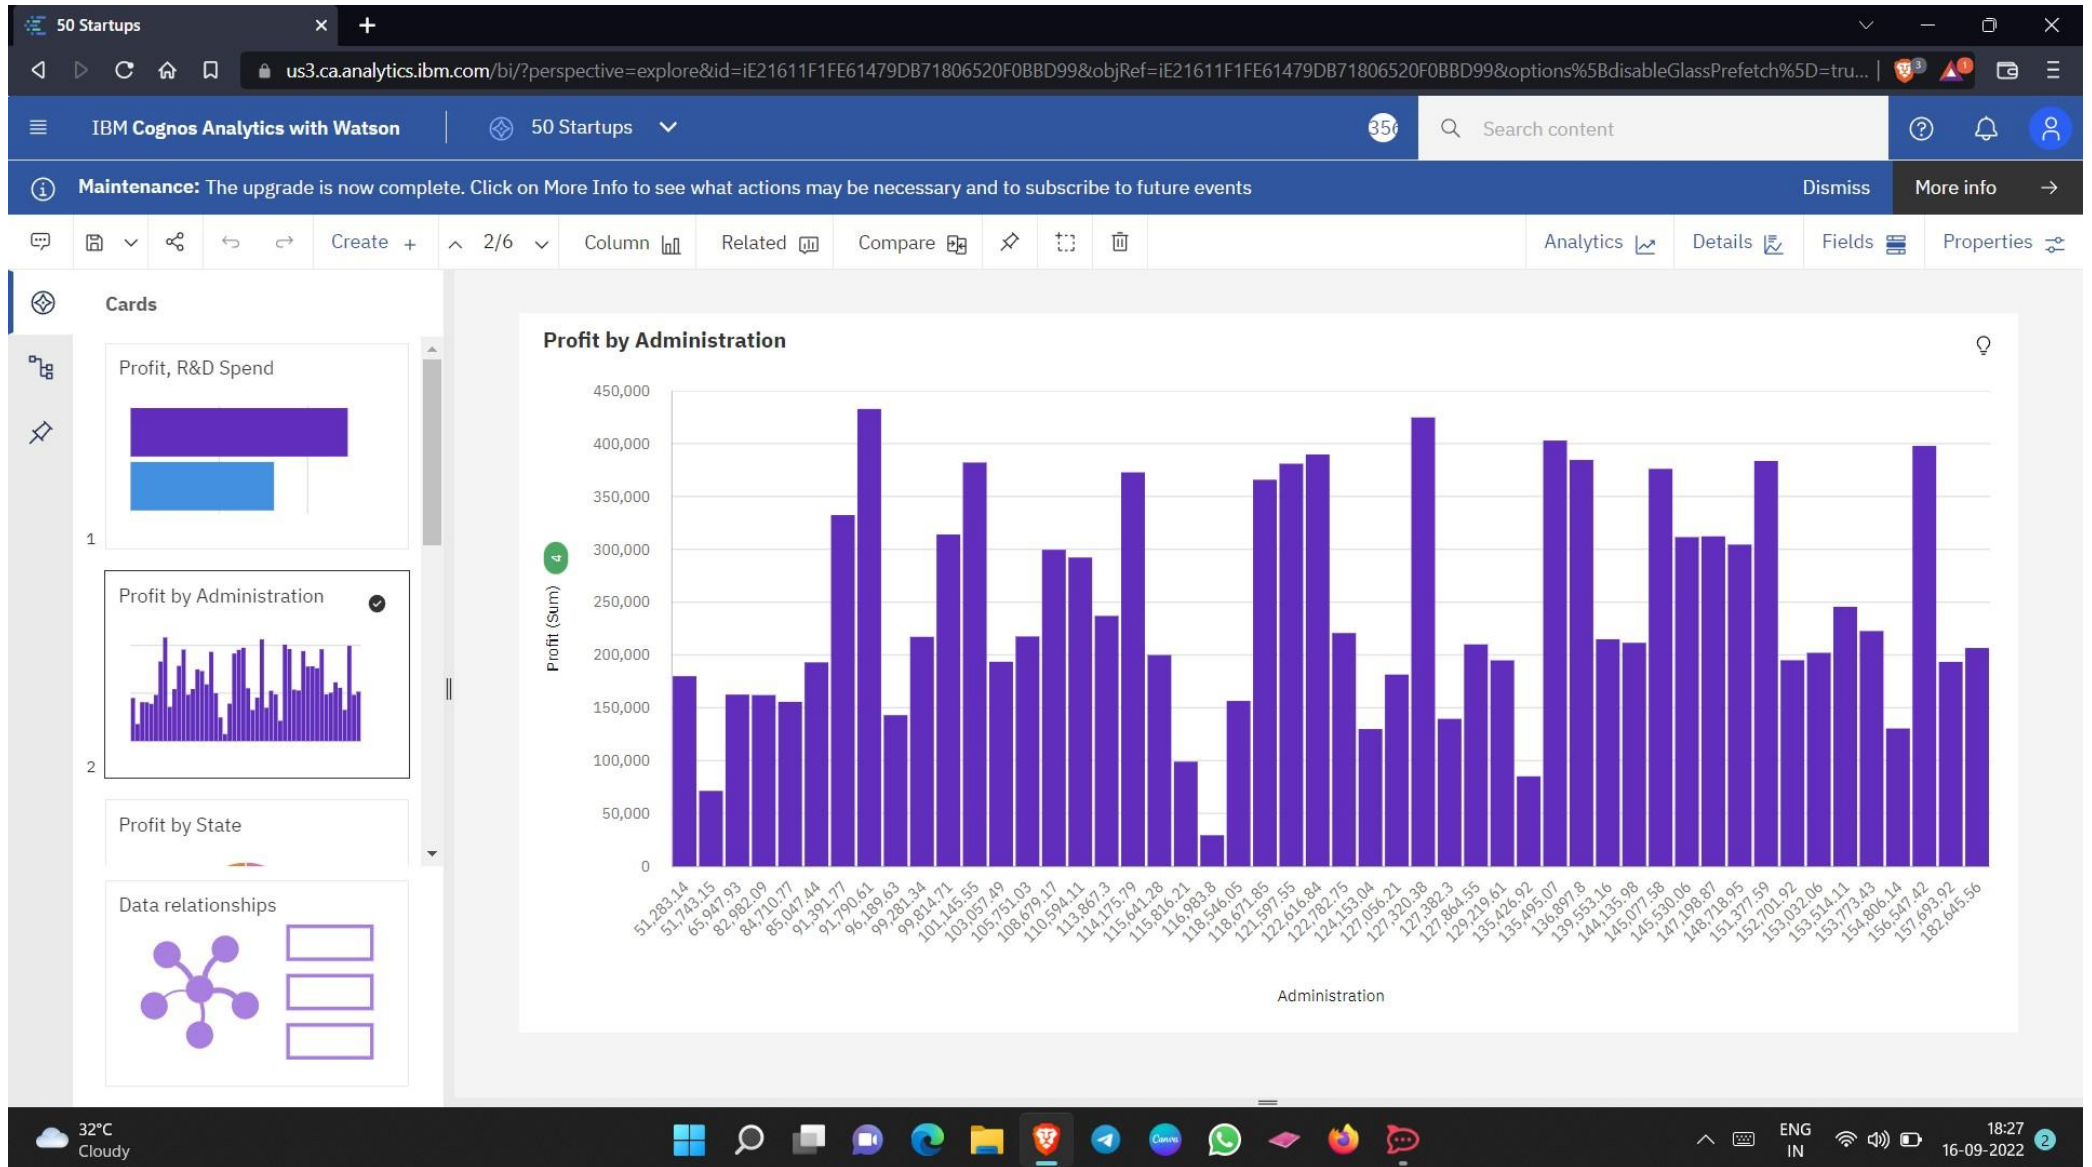 50 Startups
us3.ca.analytics.ibm.com/bi/?perspective=explore&id=iE21611F1FE61479DB71806520F0BBD99&objRef=iE21611F1FE61479DB71806520F0BBD99&options%5BdisableGlassPrefetch%5D=tru...
3
1
IBM Cognos Analytics with Watson
50 Startups
356
Search content
Maintenance: The upgrade is now complete. Click on More Info to see what actions may be necessary and to subscribe to future events
Dismiss
More info
Create
2/6
Column
Related
Compare
Analytics
Details
Fields
Properties
Cards
Profit, R&D Spend
1
Profit by Administration
2
Profit by State
Data relationships
Profit by Administration
450,000
400,000
350,000
300,000
250,000
200,000
150,000
100,000
50,000
0
Profit (Sum)
4
51,283.14
51,743.15
65,947.93
82,982.09
84,710.77
85,047.44
91,391.77
91,790.61
96,189.63
99,281.34
99,814.71
101,145.55
103,057.49
105,751.03
108,679.17
110,594.11
113,867.3
114,175.79
115,641.28
115,816.21
116,983.8
118,546.05
118,671.85
121,597.55
122,616.84
122,782.75
124,153.04
127,056.21
127,320.38
127,382.3
127,864.55
129,219.61
135,426.92
135,495.07
136,897.8
139,553.16
144,135.98
145,077.58
145,530.06
147,198.87
148,718.95
151,377.59
152,701.92
153,032.06
153,514.11
153,773.43
154,806.14
156,547.42
157,693.92
182,645.56
Administration
32°C
Cloudy
Canva
ENG
IN
18:27
16-09-2022
2